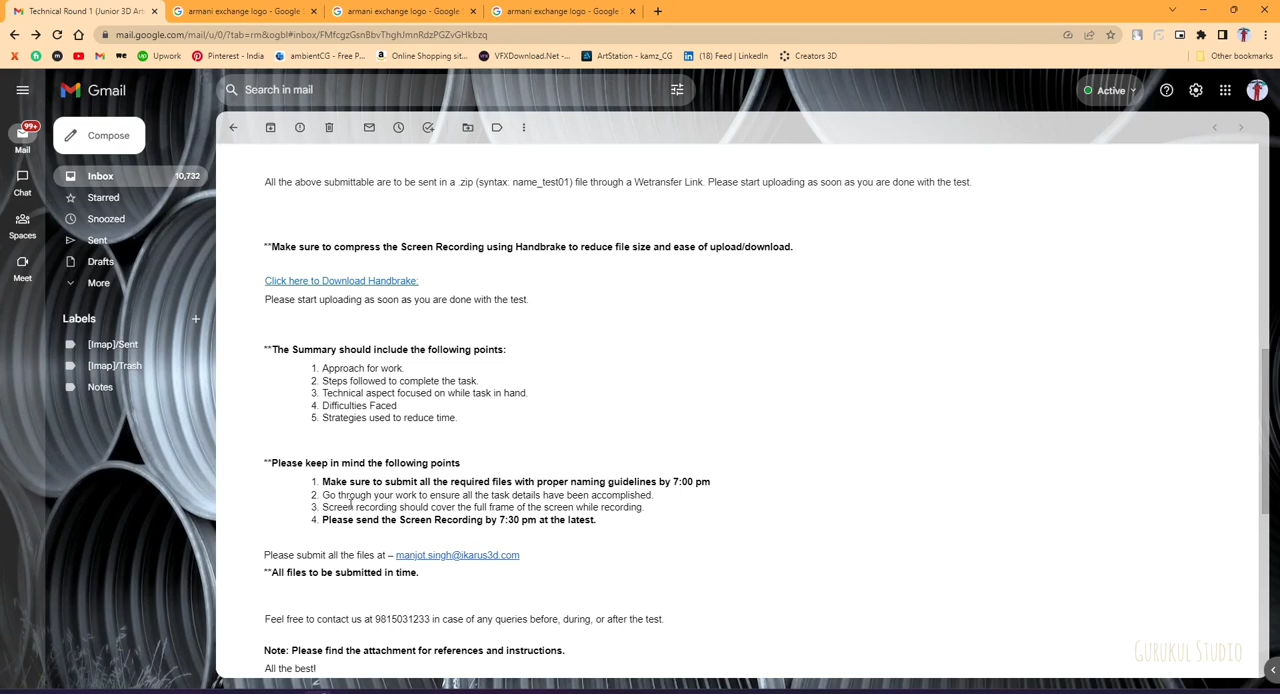 Technical Round 1 (Junior 3D Ar
armani exchange logo - Google S
armani exchange logo - Google S
armani exchange logo - Google S
mail.google.com/mail/u/0/?tab=rm&ogbl#inbox/FMfcgzGsnBbvThghJmnRdzPGZvGHkbzq
Upwork
Pinterest - India
ambientCG - Free P...
Online Shopping sit...
VFXDownload.Net -...
ArtStation - kamz_CG
(18) Feed | LinkedIn
Creators 3D
Other bookmarks
Gmail
Search in mail
Active
99+
Mail
Chat
Spaces
Meet
Compose
Inbox 10,732
Starred
Snoozed
Sent
Drafts
More
Labels
[Imap]/Sent
[Imap]/Trash
Notes
All the above submittable are to be sent in a .zip (syntax: name_test01) file through a Wetransfer Link. Please start uploading as soon as you are done with the test.
**Make sure to compress the Screen Recording using Handbrake to reduce file size and ease of upload/download.
Click here to Download Handbrake:
Please start uploading as soon as you are done with the test.
**The Summary should include the following points:
1. Approach for work.
2. Steps followed to complete the task.
3. Technical aspect focused on while task in hand.
4. Difficulties Faced
5. Strategies used to reduce time.
**Please keep in mind the following points
1. Make sure to submit all the required files with proper naming guidelines by 7:00 pm
2. Go through your work to ensure all the task details have been accomplished.
3. Screen recording should cover the full frame of the screen while recording.
4. Please send the Screen Recording by 7:30 pm at the latest.
Please submit all the files at – manjot.singh@ikarus3d.com
**All files to be submitted in time.
Feel free to contact us at 9815031233 in case of any queries before, during, or after the test.
Note: Please find the attachment for references and instructions.
All the best!
Gurukul Studio